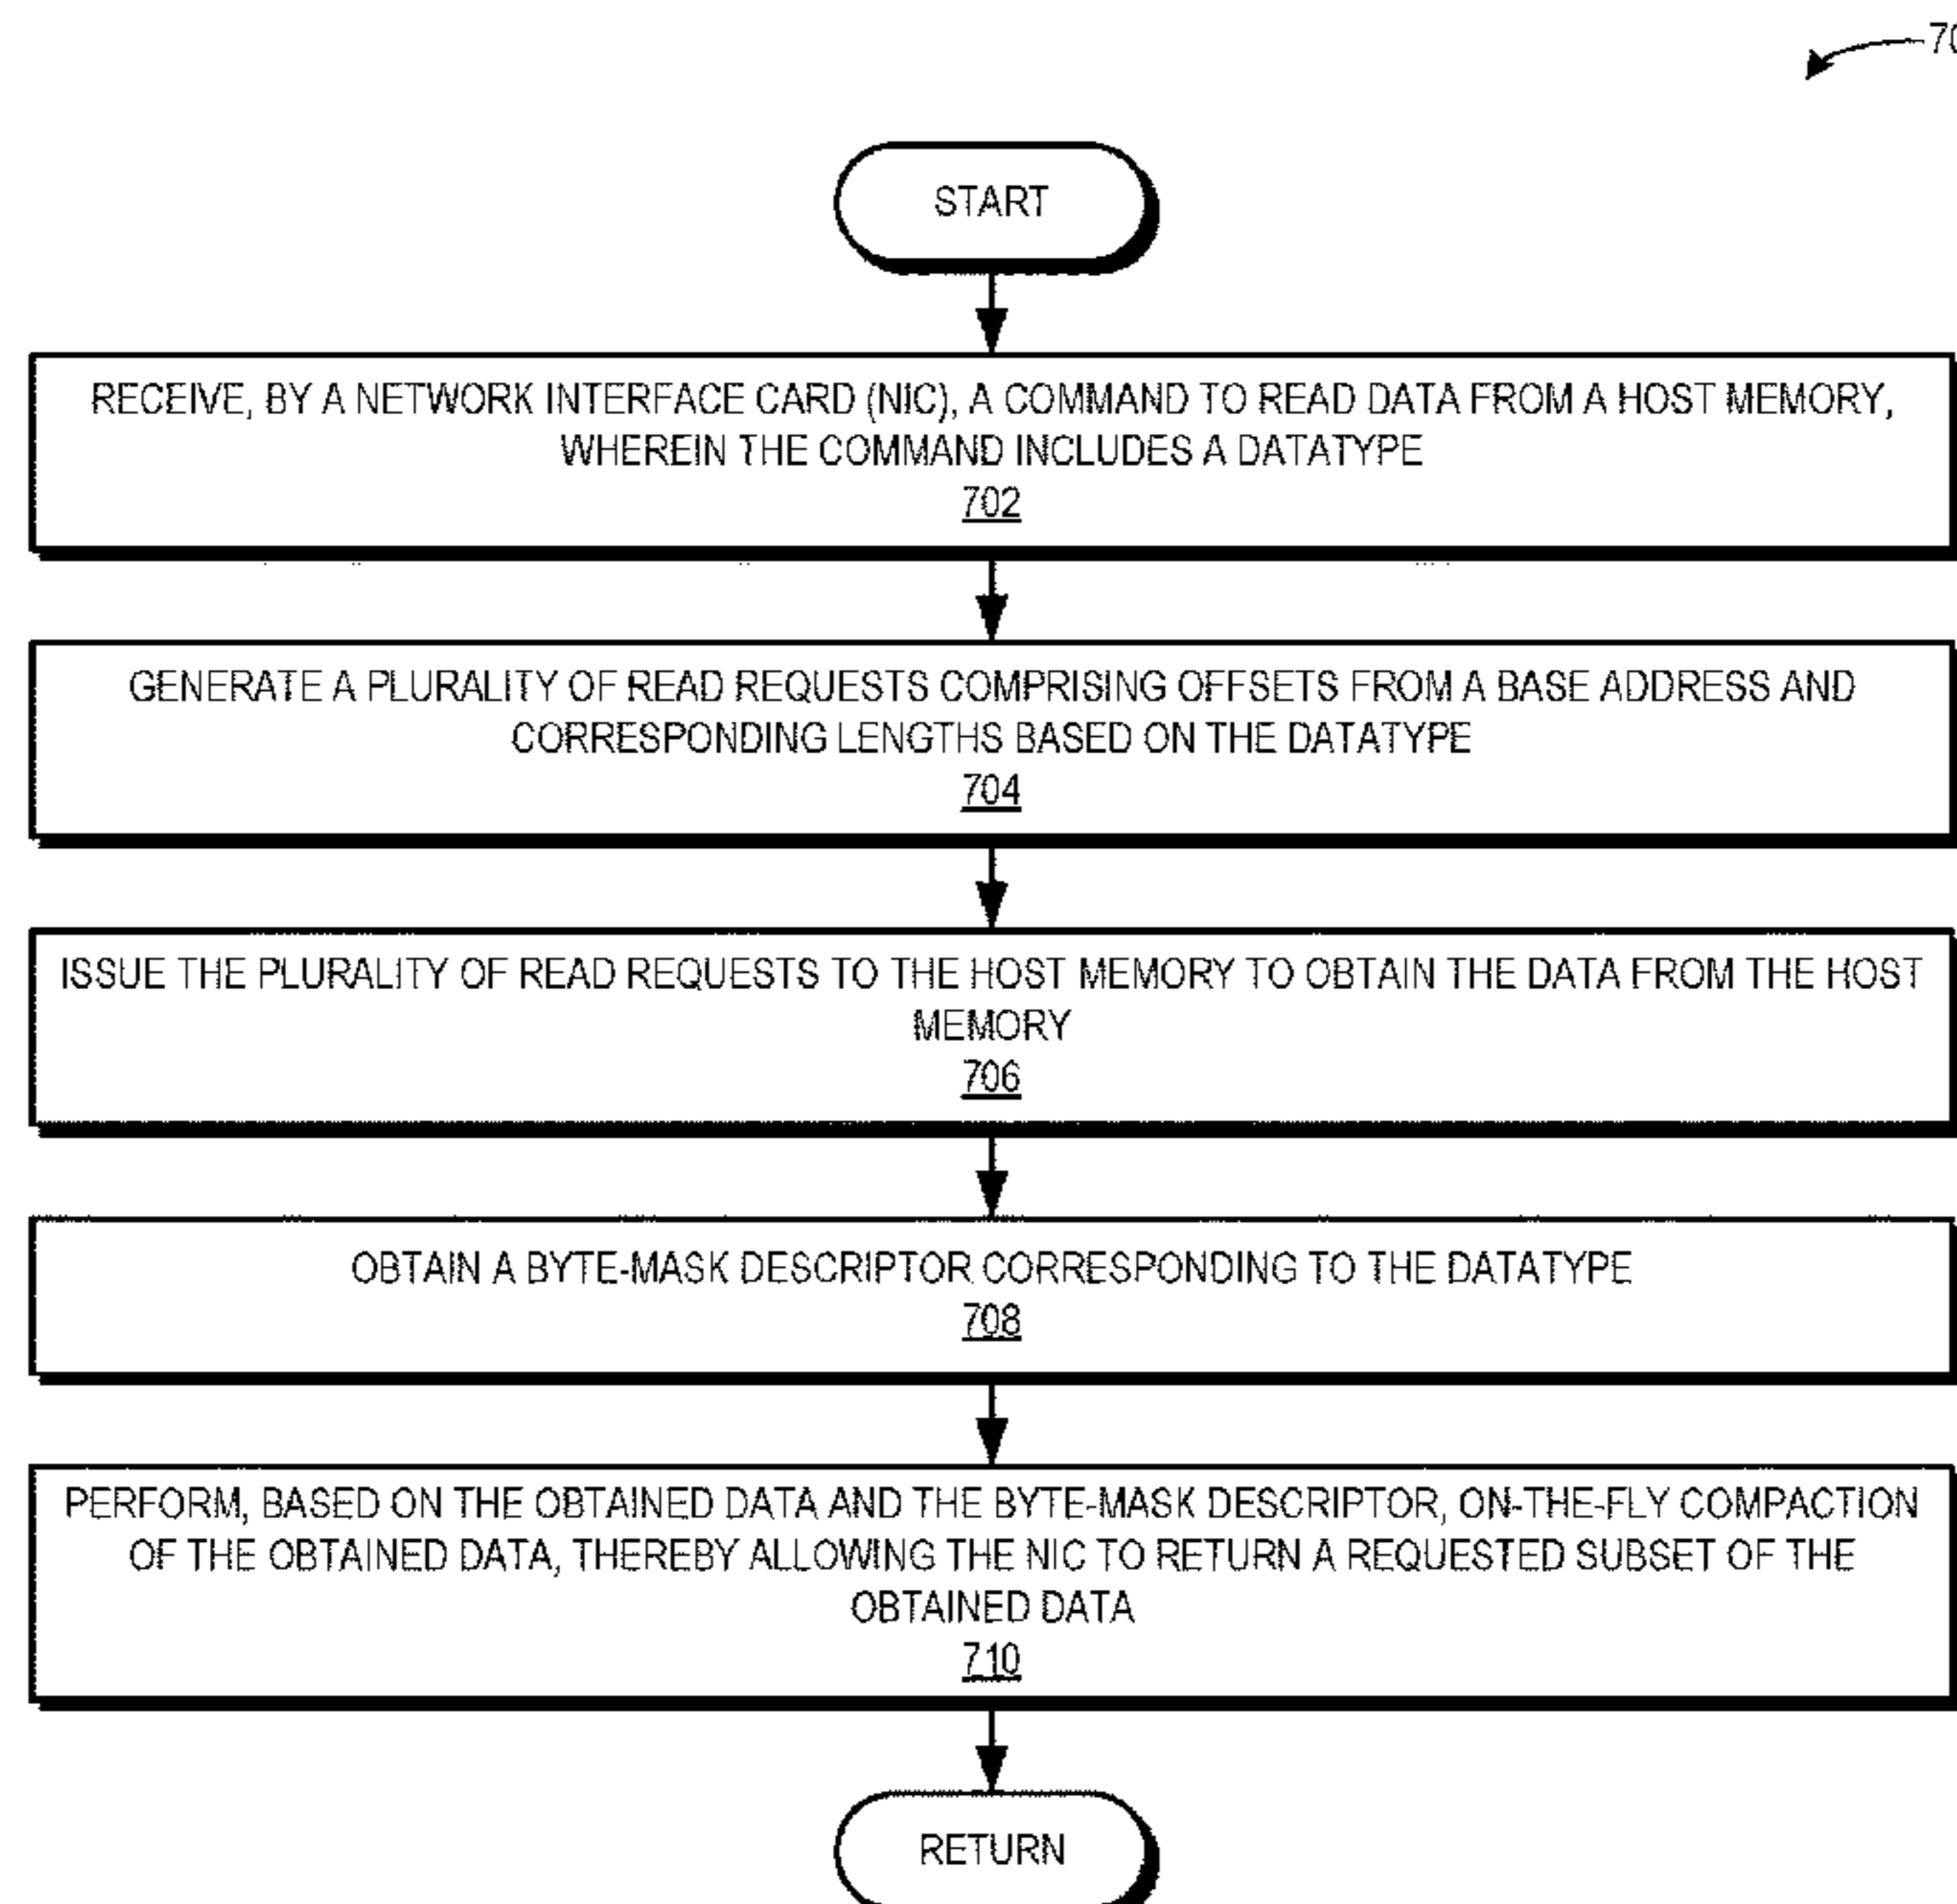 70
START
RECEIVE, BY A NETWORK INTERFACE CARD (NIC), A COMMAND TO READ DATA FROM A HOST MEMORY,
WHEREIN THE COMMAND INCLUDES A DATATYPE
702
GENERATE A PLURALITY OF READ REQUESTS COMPRISING OFFSETS FROM A BASE ADDRESS AND
CORRESPONDING LENGTHS BASED ON THE DATATYPE
704
ISSUE THE PLURALITY OF READ REQUESTS TO THE HOST MEMORY TO OBTAIN THE DATA FROM THE HOST
MEMORY
706
OBTAIN A BYTE-MASK DESCRIPTOR CORRESPONDING TO THE DATATYPE
708
PERFORM, BASED ON THE OBTAINED DATA AND THE BYTE-MASK DESCRIPTOR, ON-THE-FLY COMPACTION
OF THE OBTAINED DATA, THEREBY ALLOWING THE NIC TO RETURN A REQUESTED SUBSET OF THE
OBTAINED DATA
710
RETURN